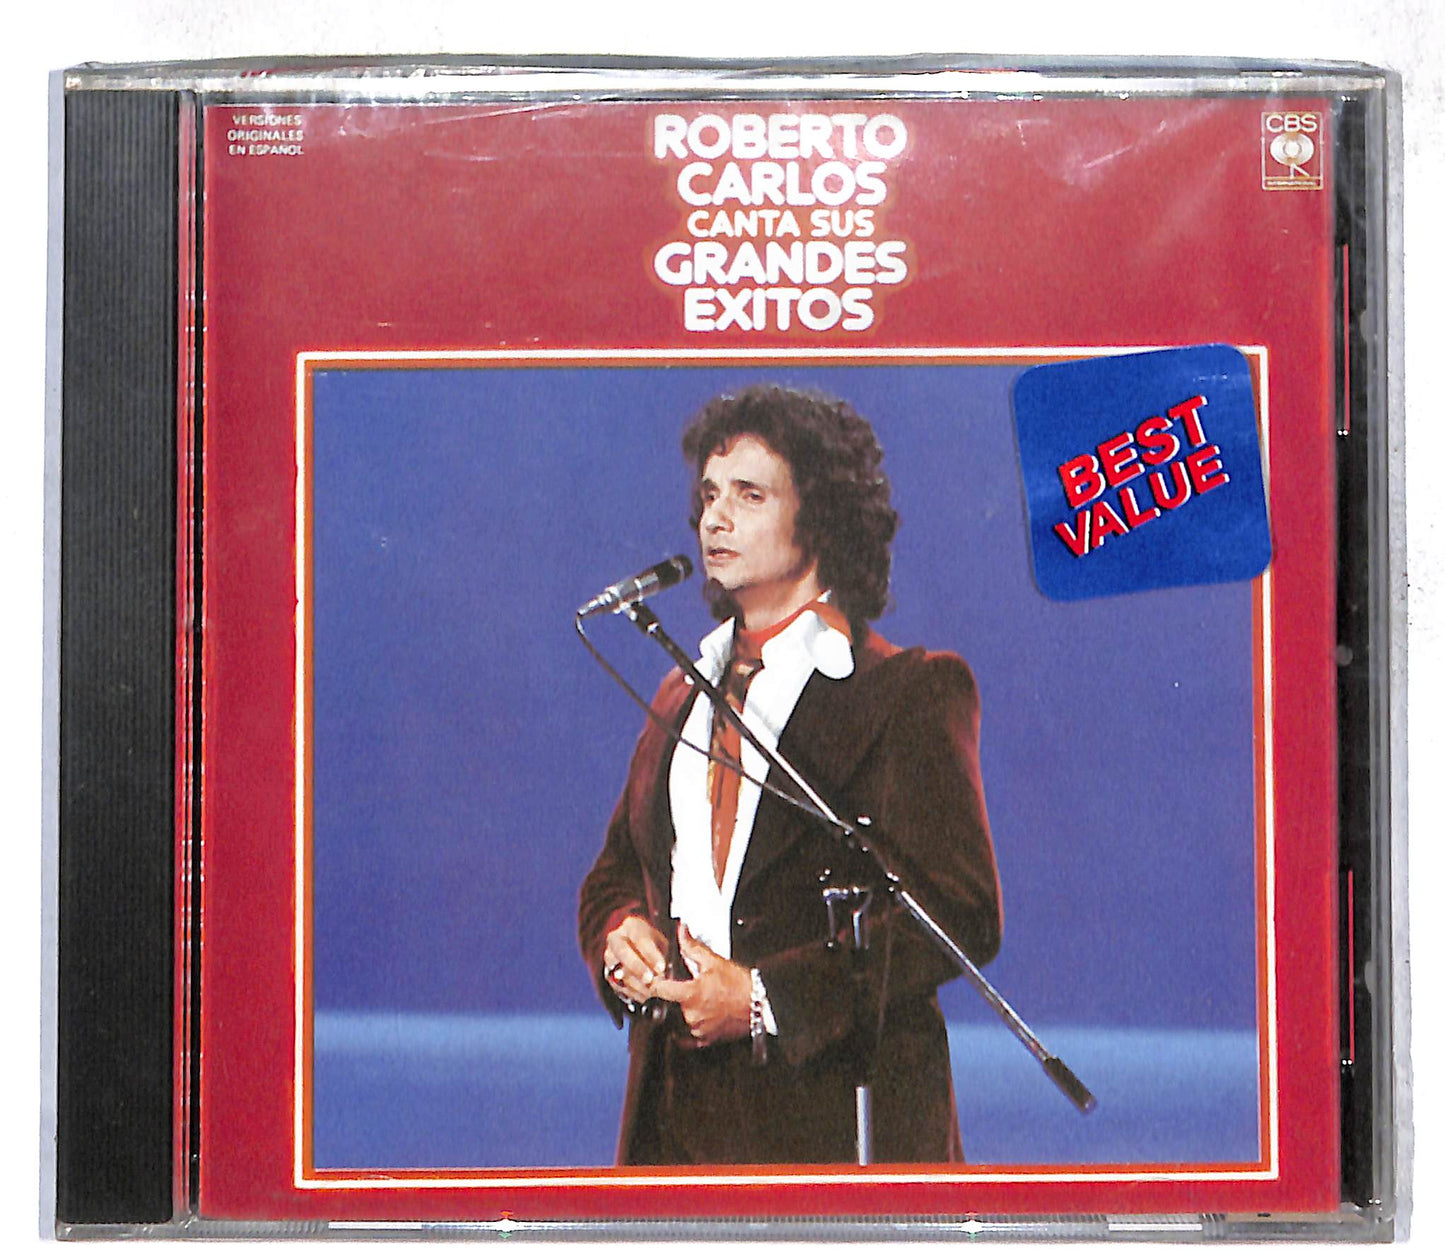 VERSIONES
ORIGINALES
EN ESPAÑOL
ROBERTO
CARLOS
CANTA SUS
GRANDES
EXITOS
CBS
BEST
VALUE